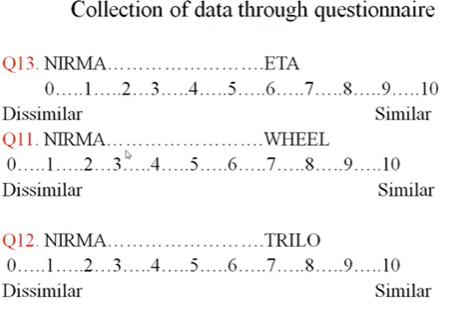 Collection of data through questionnaire
Q13. NIRMA……………………….ETA
0…..1…..2…3…..4…..5…..6…..7…..8…..9…..10
Dissimilar Similar
Q11. NIRMA……………………….WHEEL
0…..1…..2…3…..4…..5…..6…..7…..8…..9…..10
Dissimilar Similar
Q12. NIRMA……………………….TRILO
0…..1…..2…3…..4…..5…..6…..7…..8…..9…..10
Dissimilar Similar